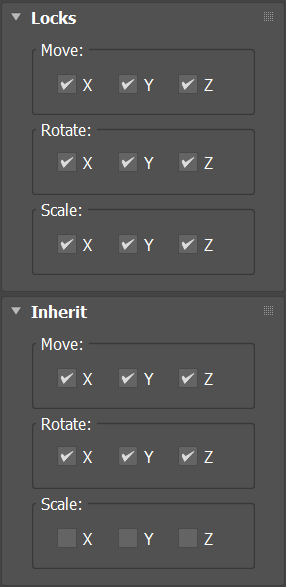 Locks
Move:
X Y Z
Rotate:
X Y Z
Scale:
X Y Z
Inherit
Move:
X Y Z
Rotate:
X Y Z
Scale:
X Y Z